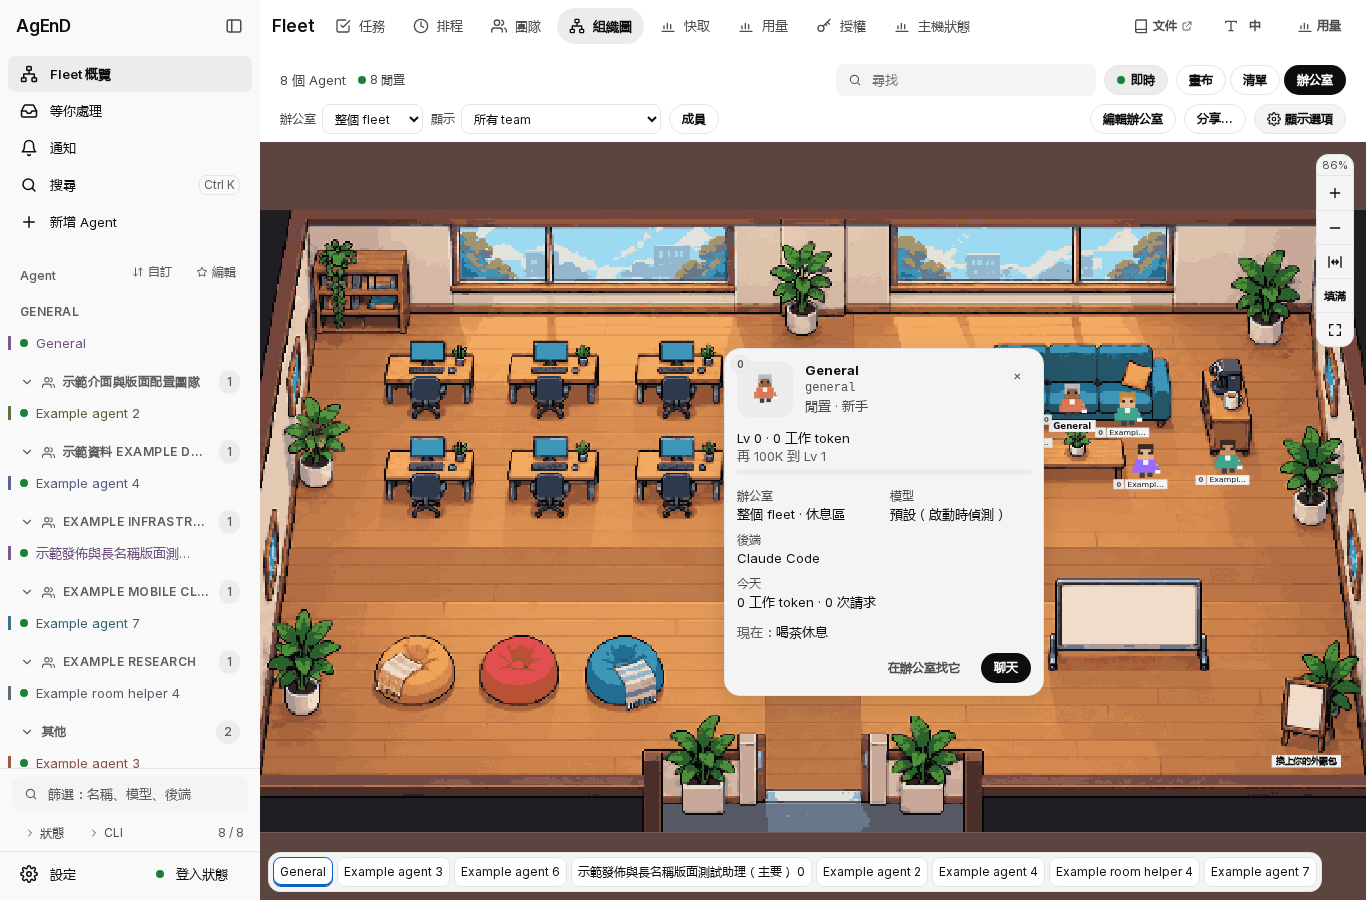 AgEnD
Fleet 概覽
等你處理
通知
搜尋
Ctrl K
新增 Agent
Agent
自訂
編輯
GENERAL
General
示範介面與版面配置團隊
1
Example agent 2
示範資料 EXAMPLE D...
1
Example agent 4
EXAMPLE INFRASTR...
1
示範發佈與長名稱版面測...
EXAMPLE MOBILE CL...
1
Example agent 7
EXAMPLE RESEARCH
1
Example room helper 4
其他
2
Example agent 3
篩選：名稱、模型、後端
狀態
CLI
8 / 8
設定
登入狀態
Fleet
任務
排程
團隊
組織圖
快取
用量
授權
主機狀態
文件
中
用量
8 個 Agent
8 閒置
尋找
即時
畫布
清單
辦公室
辦公室
整個 fleet
顯示
所有 team
成員
編輯辦公室
分享...
顯示選項
86%
填滿
0
General
general
閒置 · 新手
×
Lv 0 · 0 工作 token
再 100K 到 Lv 1
辦公室
整個 fleet · 休息區
模型
預設（啟動時偵測）
後端
Claude Code
今天
0 工作 token · 0 次請求
現在：喝茶休息
在辦公室找它
聊天
0
General
0 Exampl...
0 Exampl...
0 Exampl...
換上你的外觀包
General
Example agent 3
Example agent 6
示範發佈與長名稱版面測試助理（主要）0
Example agent 2
Example agent 4
Example room helper 4
Example agent 7